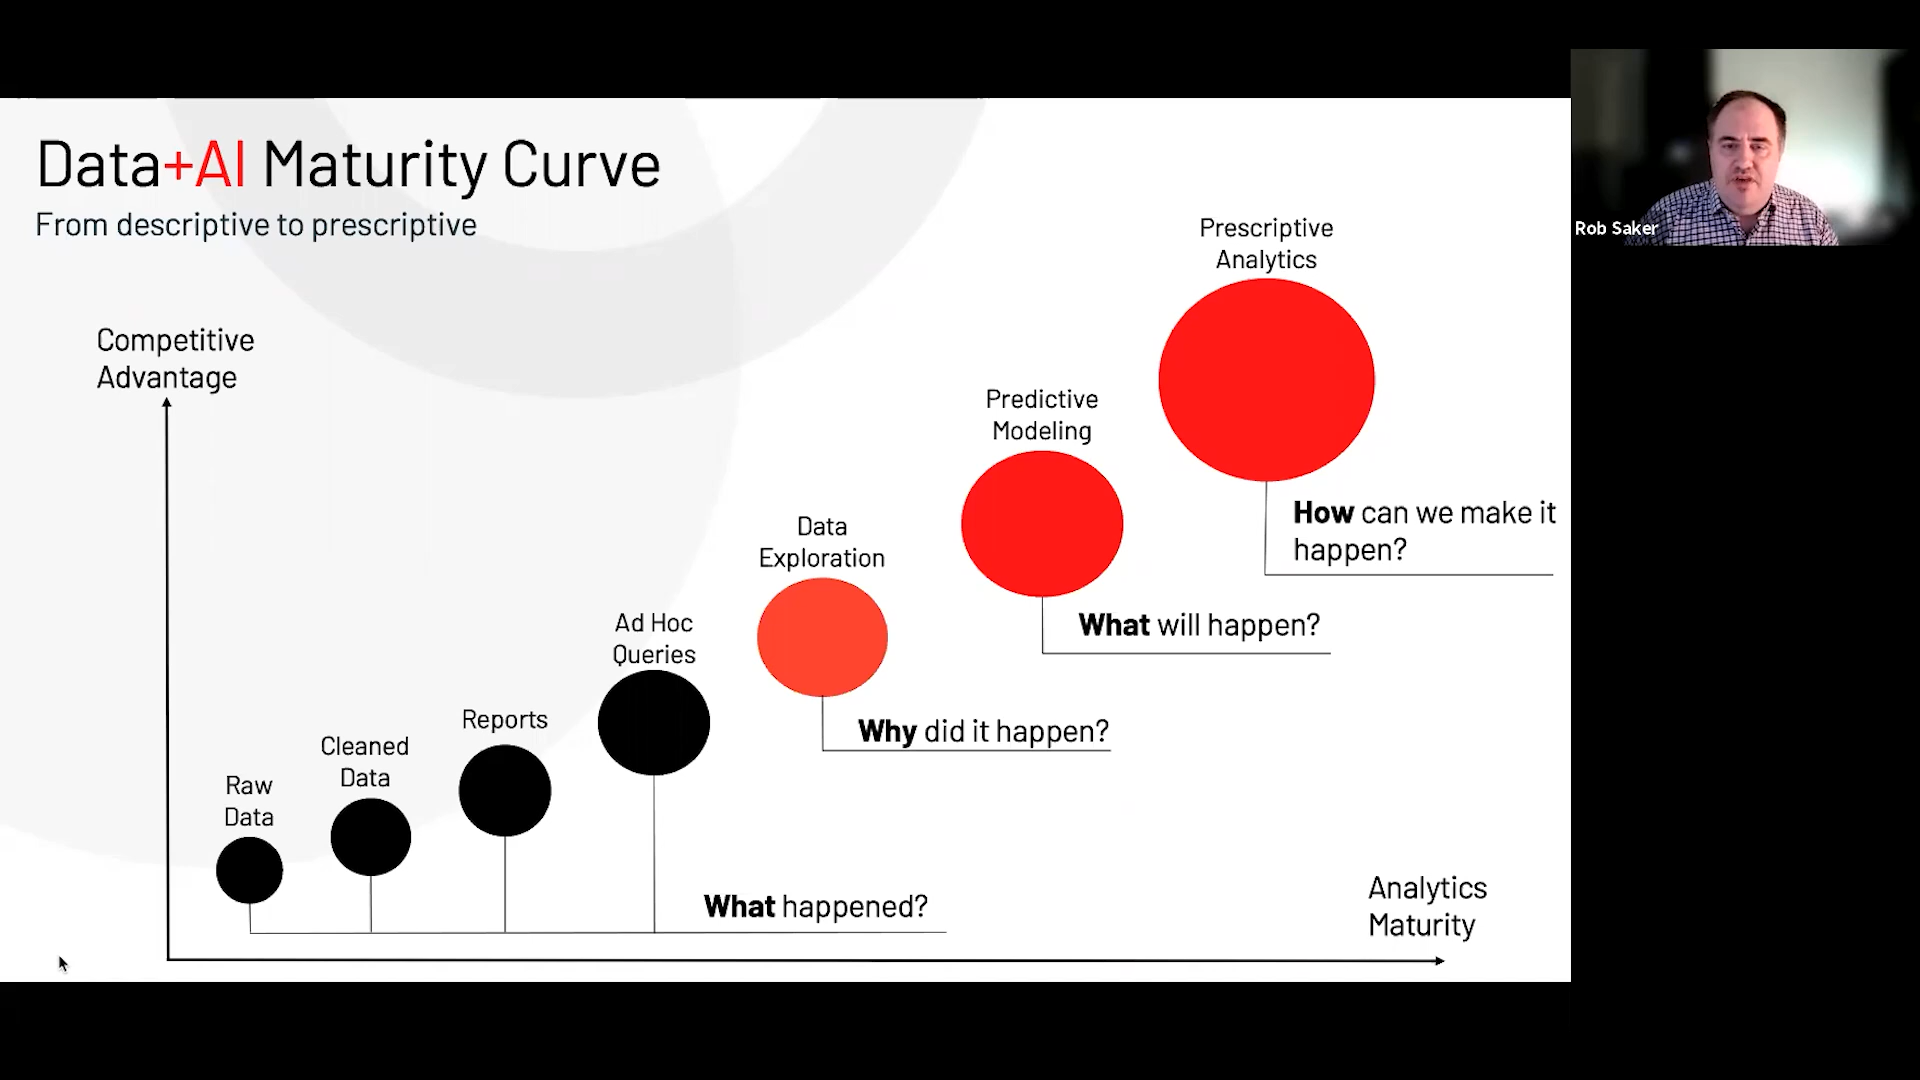 Data+AI Maturity Curve
From descriptive to prescriptive
Rob Saker
Competitive
Advantage
Prescriptive
Analytics
How can we make it
happen?
Predictive
Modeling
What will happen?
Data
Exploration
Why did it happen?
Ad Hoc
Queries
Reports
Cleaned
Data
Raw
Data
What happened?
Analytics
Maturity